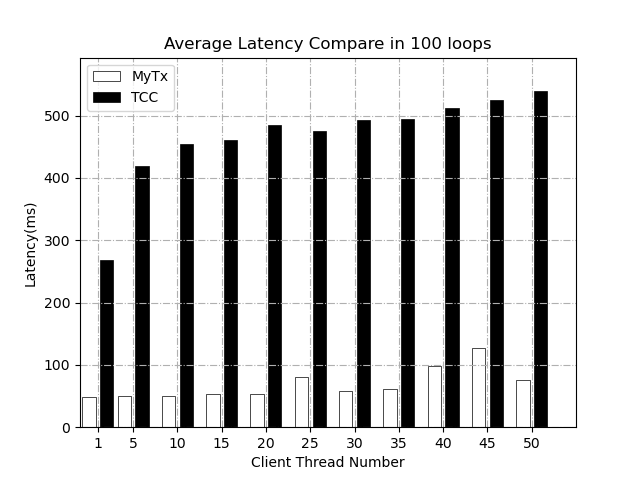 Average Latency Compare in 100 loops
MyTx
TCC
500
400
300
200
100
0
Latency(ms)
1 5 10 15 20 25 30 35 40 45 50
Client Thread Number